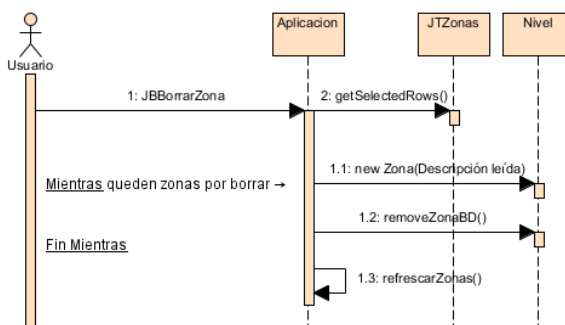 Aplicacion JTZonas Nivel
Usuario
1: JBBorrarZona 2: getSelectedRows()
1.1: new Zona(Descripción leída)
Mientras queden zonas por borrar →
1.2: removeZonaBD()
Fin Mientras
1.3: refrescarZonas()